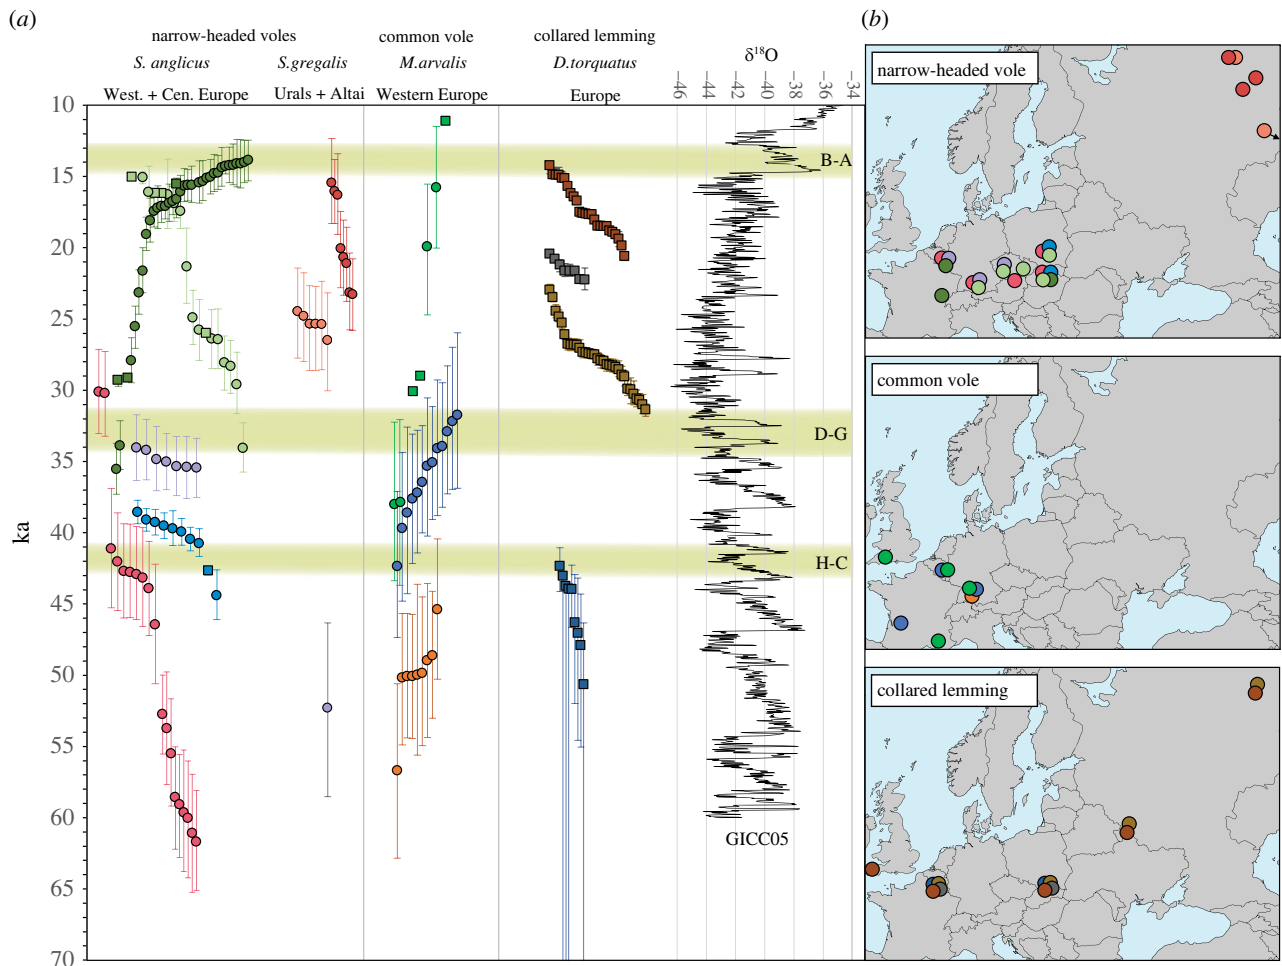 (a)
narrow-headed voles
common vole
collared lemming
S. anglicus
S.gregalis
M.arvalis
D.torquatus
δ18O
West. + Cen. Europe
Urals + Altai
Western Europe
Europe
−46
−44
−42
−40
−38
−36
−34
10
15
20
25
30
35
40
45
50
55
60
65
70
ka
B-A
D-G
H-C
GICC05
(b)
narrow-headed vole
common vole
collared lemming